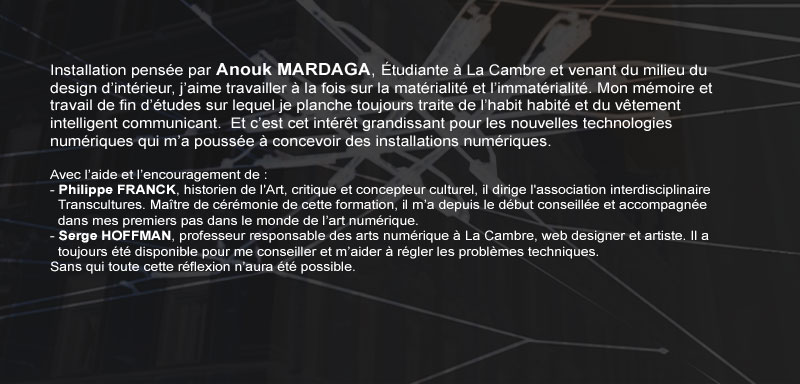 Installation pensée par Anouk MARDAGA, Étudiante à La Cambre et venant du milieu du
design d'intérieur, j'aime travailler à la fois sur la matérialité et l'immatérialité. Mon mémoire et
travail de fin d'études sur lequel je planche toujours traite de l'habit habité et du vêtement
intelligent communicant.  Et c'est cet intérêt grandissant pour les nouvelles technologies
numériques qui m'a poussée à concevoir des installations numériques.
Avec l'aide et l'encouragement de :
- Philippe FRANCK, historien de l'Art, critique et concepteur culturel, il dirige l'association interdisciplinaire
Transcultures. Maître de cérémonie de cette formation, il m'a depuis le début conseillée et accompagnée
dans mes premiers pas dans le monde de l'art numérique.
- Serge HOFFMAN, professeur responsable des arts numérique à La Cambre, web designer et artiste. Il a
toujours été disponible pour me conseiller et m'aider à régler les problèmes techniques.
Sans qui toute cette réflexion n'aura été possible.